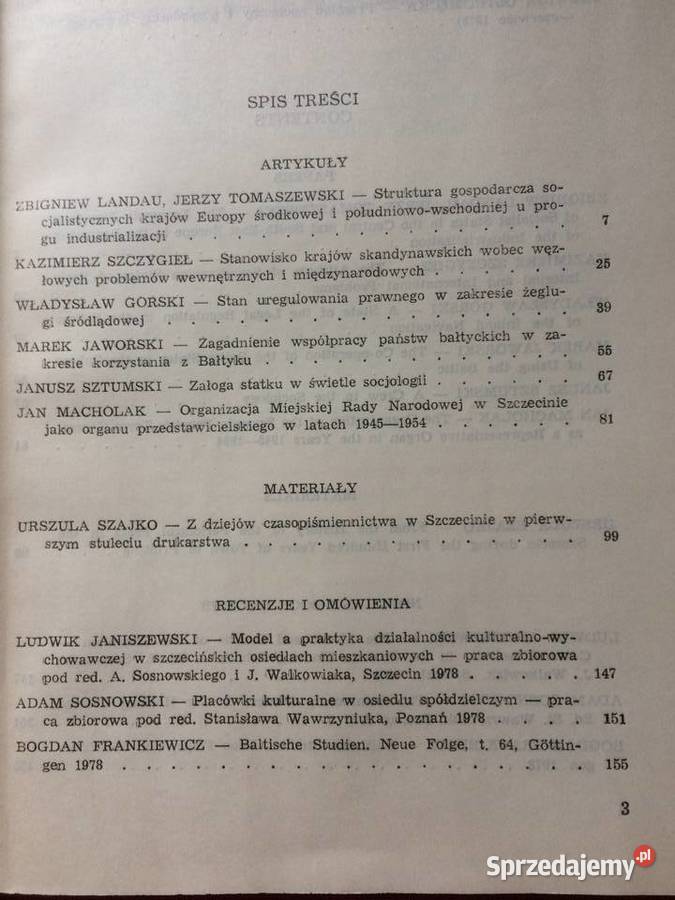 SPIS TREŚCI
ARTYKUŁY
ZBIGNIEW LANDAU, JERZY TOMASZEWSKI — Struktura gospodarcza so-
cjalistycznych krajów Europy środkowej i południowo-wschodniej u pro-
gu industrializacji . . . . . . . . . . . . . . . 7
KAZIMIERZ SZCZYGIEŁ — Stanowisko krajów skandynawskich wobec węz-
łowych problemów wewnętrznych i międzynarodowych . . . . . . 25
WŁADYSŁAW GÓRSKI — Stan uregulowania prawnego w zakresie żeglu-
gi śródlądowej . . . . . . . . . . . . . . . . 39
MAREK JAWORSKI — Zagadnienie współpracy państw bałtyckich w za-
kresie korzystania z Bałtyku . . . . . . . . . . . . 55
JANUSZ SZTUMSKI — Załoga statku w świetle socjologii . . . . . . 67
JAN MACHOLAK — Organizacja Miejskiej Rady Narodowej w Szczecinie
jako organu przedstawicielskiego w latach 1945—1954 . . . . . . 81
MATERIAŁY
URSZULA SZAJKO — Z dziejów czasopiśmiennictwa w Szczecinie w pierw-
szym stuleciu drukarstwa . . . . . . . . . . . . . . 99
RECENZJE I OMÓWIENIA
LUDWIK JANISZEWSKI — Model a praktyka działalności kulturalno-wy-
chowawczej w szczecińskich osiedlach mieszkaniowych — praca zbiorowa
pod red. A. Sosnowskiego i J. Walkowiaka, Szczecin 1978 . . . . . 147
ADAM SOSNOWSKI — Placówki kulturalne w osiedlu spółdzielczym — pra-
ca zbiorowa pod red. Stanisława Wawrzyniuka, Poznań 1978 . . . . 151
BOGDAN FRANKIEWICZ — Baltische Studien. Neue Folge, t. 64, Göttin-
gen 1978 . . . . . . . . . . . . . . . . . . 155
3
Sprzedajemy.pl